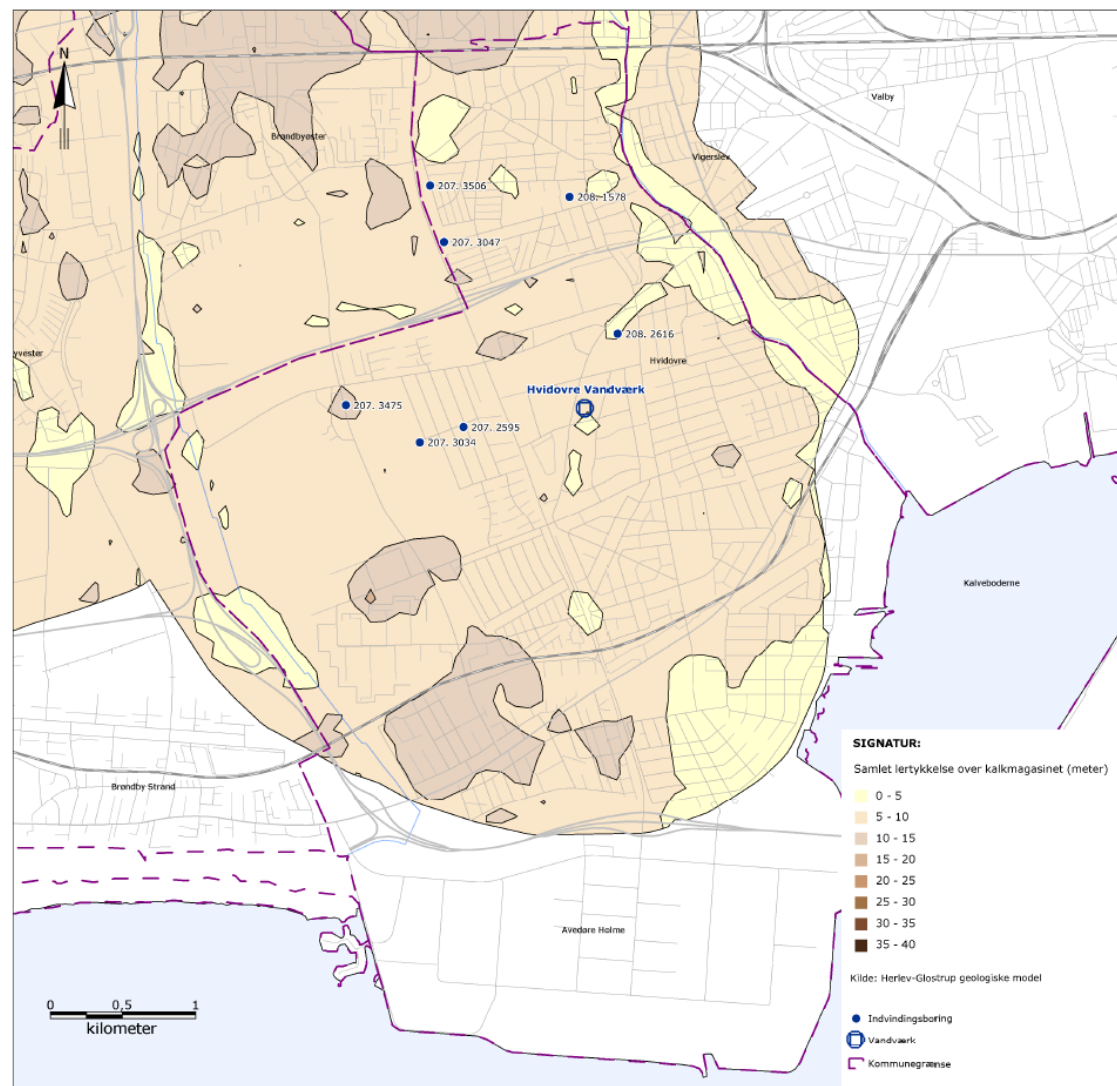 N
Valby
Brøndbyøster
Vigerslev
207. 3506
208. 1578
207. 3047
208. 2616
yvester
Hvidovre
Hvidovre Vandværk
207. 3475
207. 2595
207. 3034
Kalveboderne
SIGNATUR:
Samlet lertykkelse over kalkmagasinet (meter)
0 - 5
5 - 10
10 - 15
15 - 20
20 - 25
25 - 30
30 - 35
35 - 40
Kilde: Herlev-Glostrup geologiske model
Indvindingsboring
Vandværk
Kommunegrænse
Brøndby Strand
Avedøre Holme
0 0,5 1
kilometer